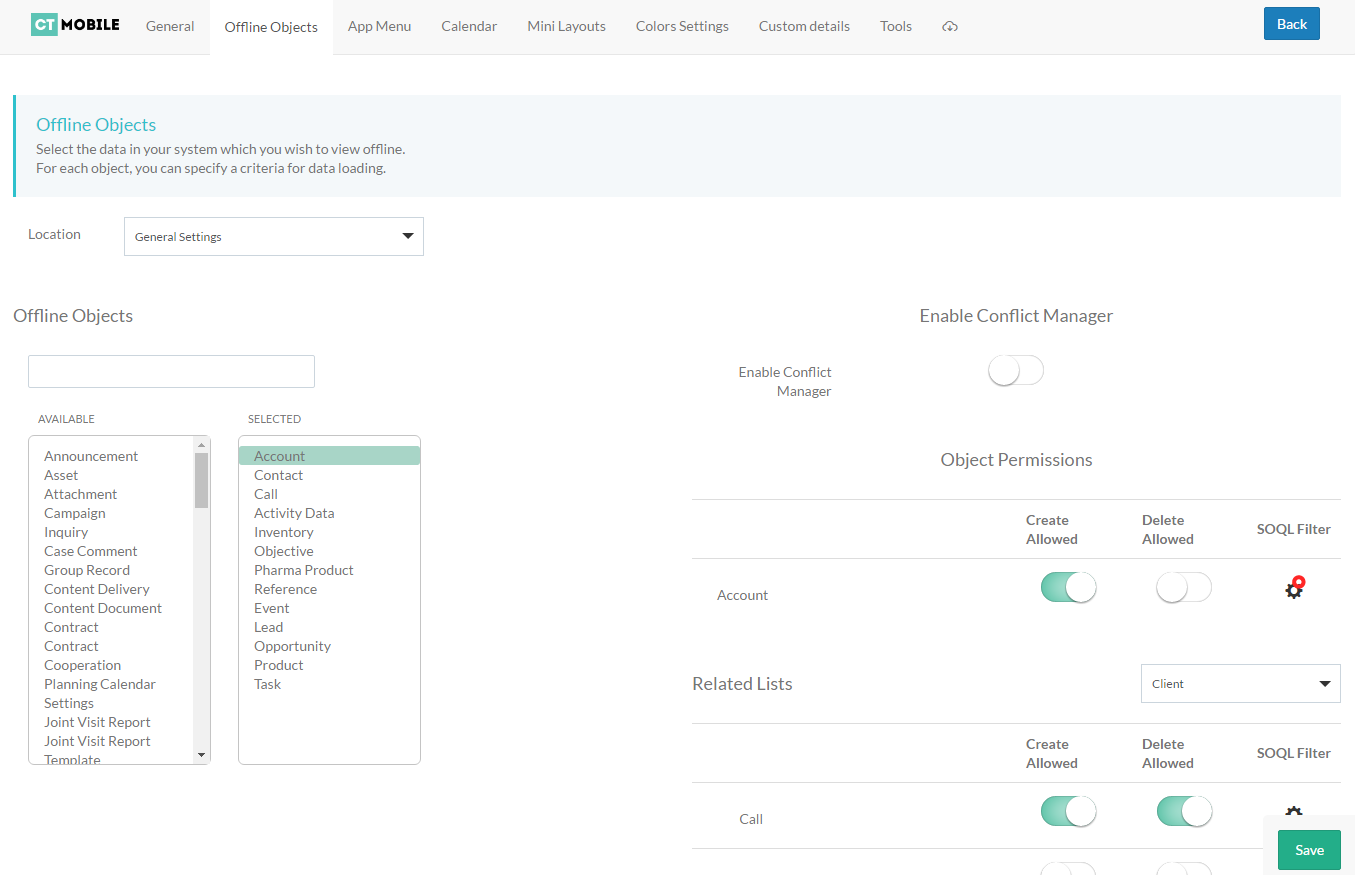 CT MOBILE
General
Offline Objects
App Menu
Calendar
Mini Layouts
Colors Settings
Custom details
Tools
Back
Offline Objects
Select the data in your system which you wish to view offline.
For each object, you can specify a criteria for data loading.
Location
General Settings
Offline Objects
AVAILABLE
Announcement
Asset
Attachment
Campaign
Inquiry
Case Comment
Group Record
Content Delivery
Content Document
Contract
Contract
Cooperation
Planning Calendar
Settings
Joint Visit Report
Joint Visit Report
Template
SELECTED
Account
Contact
Call
Activity Data
Inventory
Objective
Pharma Product
Reference
Event
Lead
Opportunity
Product
Task
Enable Conflict Manager
Enable Conflict
Manager
Object Permissions
Create
Allowed
Delete
Allowed
SOQL Filter
Account
Related Lists
Client
Create
Allowed
Delete
Allowed
SOQL Filter
Call
Save